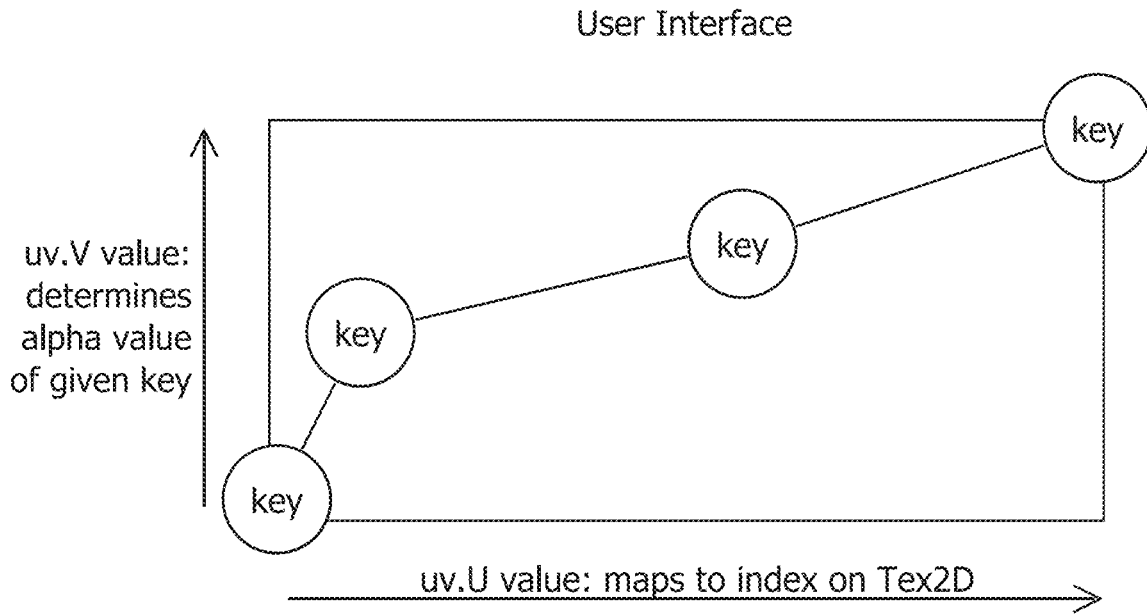 User Interface
key
key
uv.V value:
determines
alpha value
of given key
key
key
uv.U value: maps to index on Tex2D